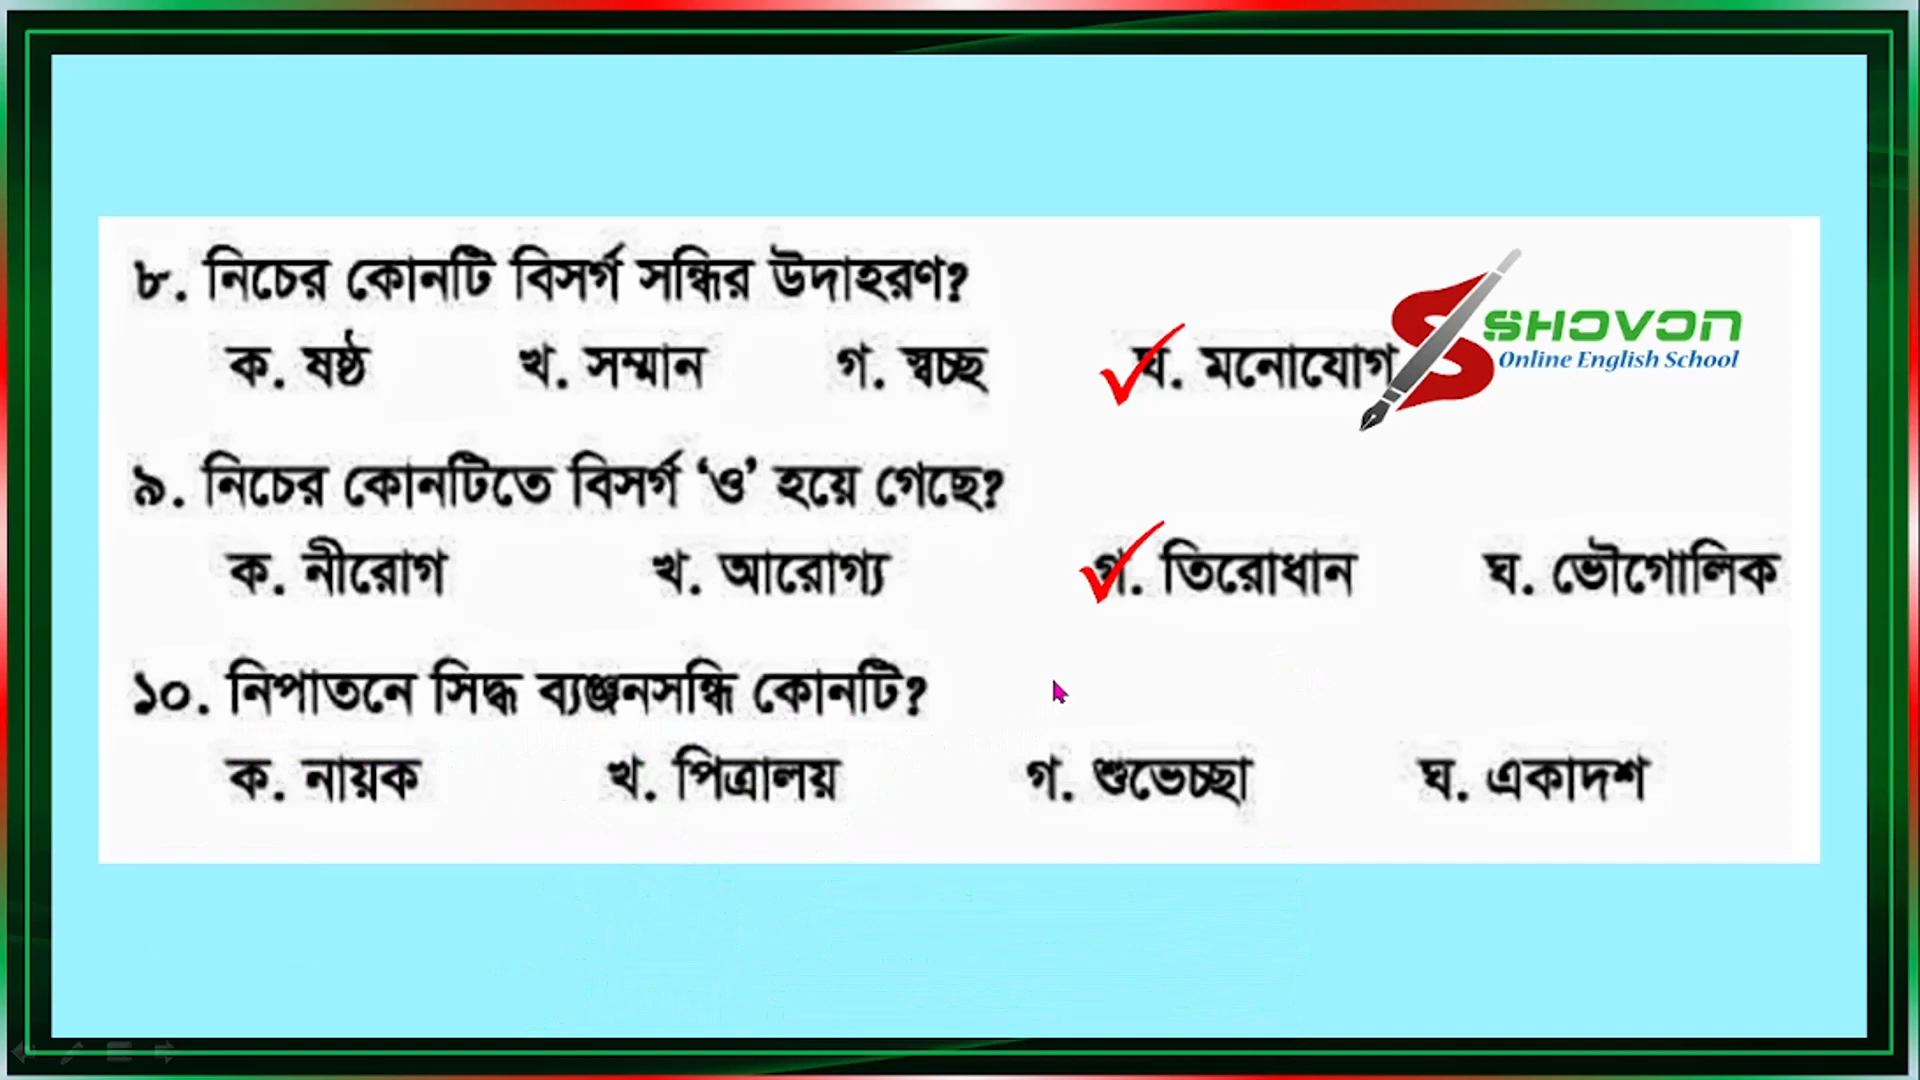 ৮. নিচের কোনটি বিসর্গ সন্ধির উদাহরণ?
ক. ষষ্ঠ খ. সম্মান গ. স্বচ্ছ ঘ. মনোযোগ
SHOVON
Online English School
৯. নিচের কোনটিতে বিসর্গ ‘ও’ হয়ে গেছে?
ক. নীরোগ খ. আরোগ্য গ. তিরোধান ঘ. ভৌগোলিক
১০. নিপাতনে সিদ্ধ ব্যঞ্জনসন্ধি কোনটি?
ক. নায়ক খ. পিত্রালয় গ. শুভেচ্ছা ঘ. একাদশ